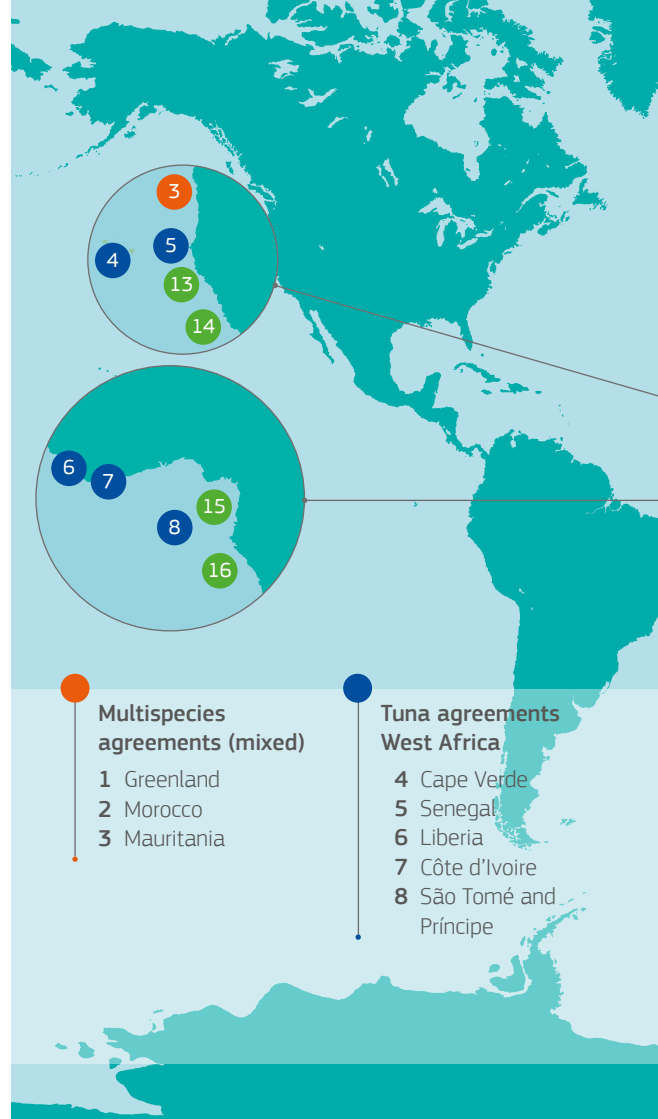 3
5
4
13
14
6
7
15
8
16
Multispecies
agreements (mixed)
1 Greenland
2 Morocco
3 Mauritania
Tuna agreements
West Africa
4 Cape Verde
5 Senegal
6 Liberia
7 Côte d’Ivoire
8 São Tomé and
Príncipe